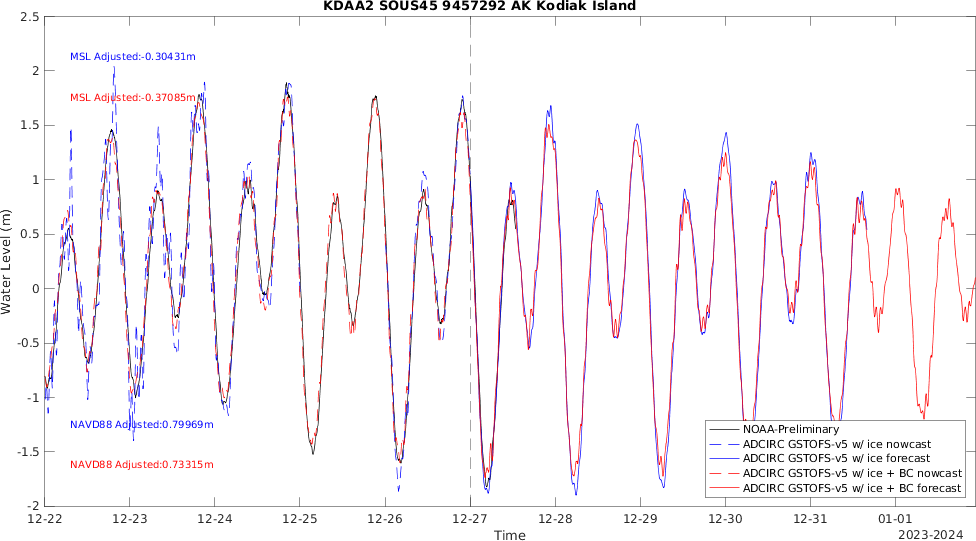 KDAA2 SOUS45 9457292 AK Kodiak Island
2.5
2
1.5
1
0.5
0
-0.5
-1
-1.5
-2
Water Level (m)
MSL Adjusted:-0.30431m
MSL Adjusted:-0.37085m
NAVD88 Adjusted:0.79969m
NAVD88 Adjusted:0.73315m
NOAA-Preliminary
ADCIRC GSTOFS-v5 w/ ice nowcast
ADCIRC GSTOFS-v5 w/ ice forecast
ADCIRC GSTOFS-v5 w/ ice + BC nowcast
ADCIRC GSTOFS-v5 w/ ice + BC forecast
12-22 12-23 12-24 12-25 12-26 12-27 12-28 12-29 12-30 12-31 01-01
Time
2023-2024